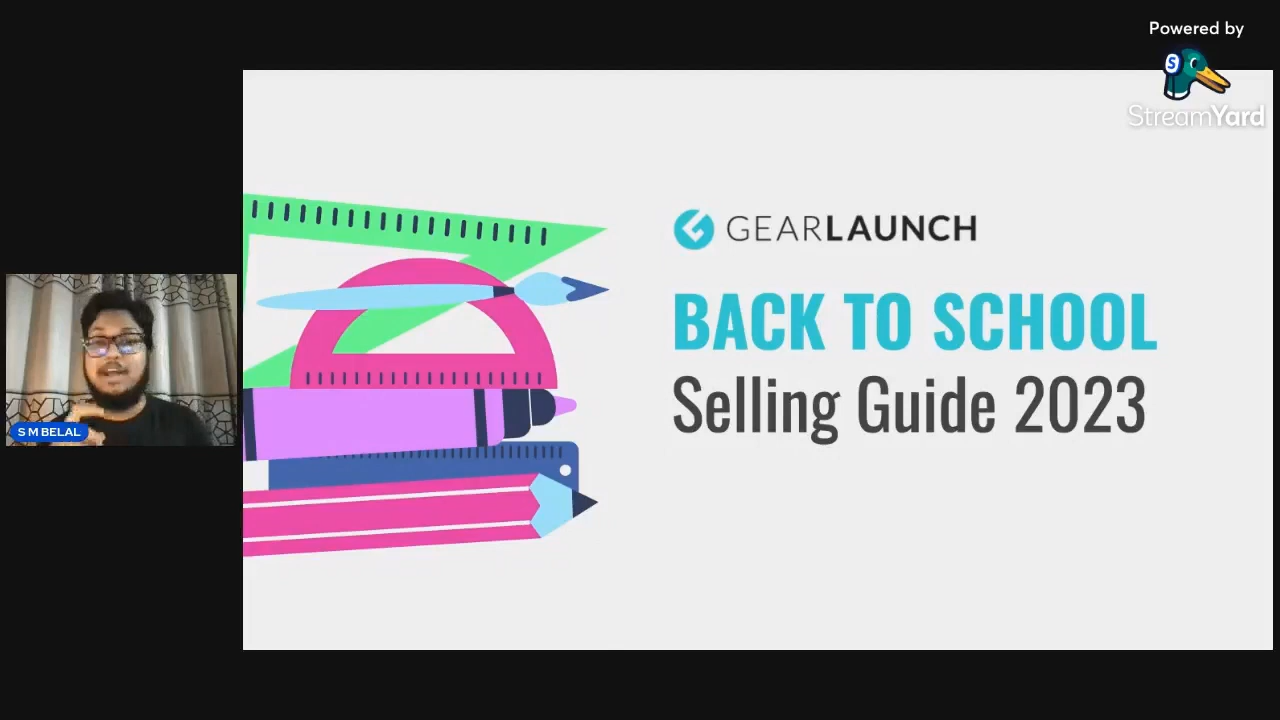 Powered by
StreamYard
GEARLAUNCH
BACK TO SCHOOL
Selling Guide 2023
S M BELAL